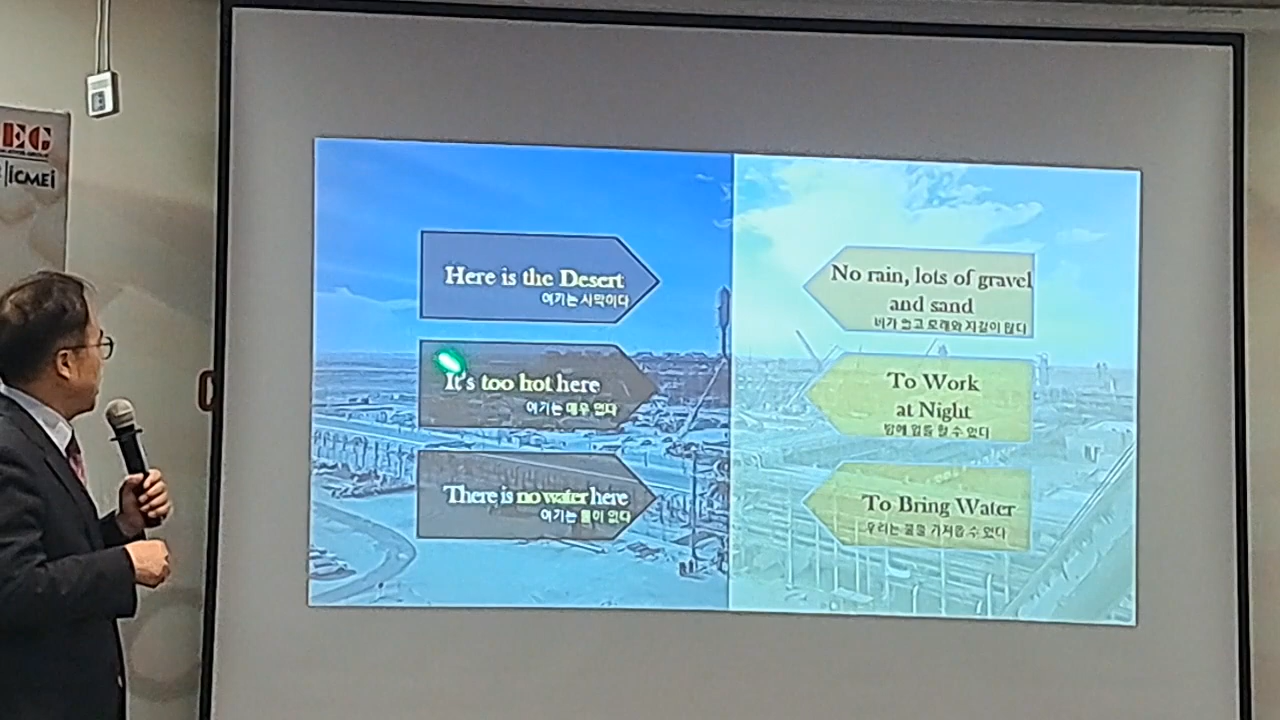 EG
ICMEI
Here is the Desert
여기는 사막이다
It's too hot here
여기는 매우 덥다
There is no water here
여기는 물이 없다
No rain, lots of gravel
and sand
비가 없고 모래와 자갈이 많다
To Work
at Night
밤에 일을 할 수 있다
To Bring Water
우리는 물을 가져올 수 있다